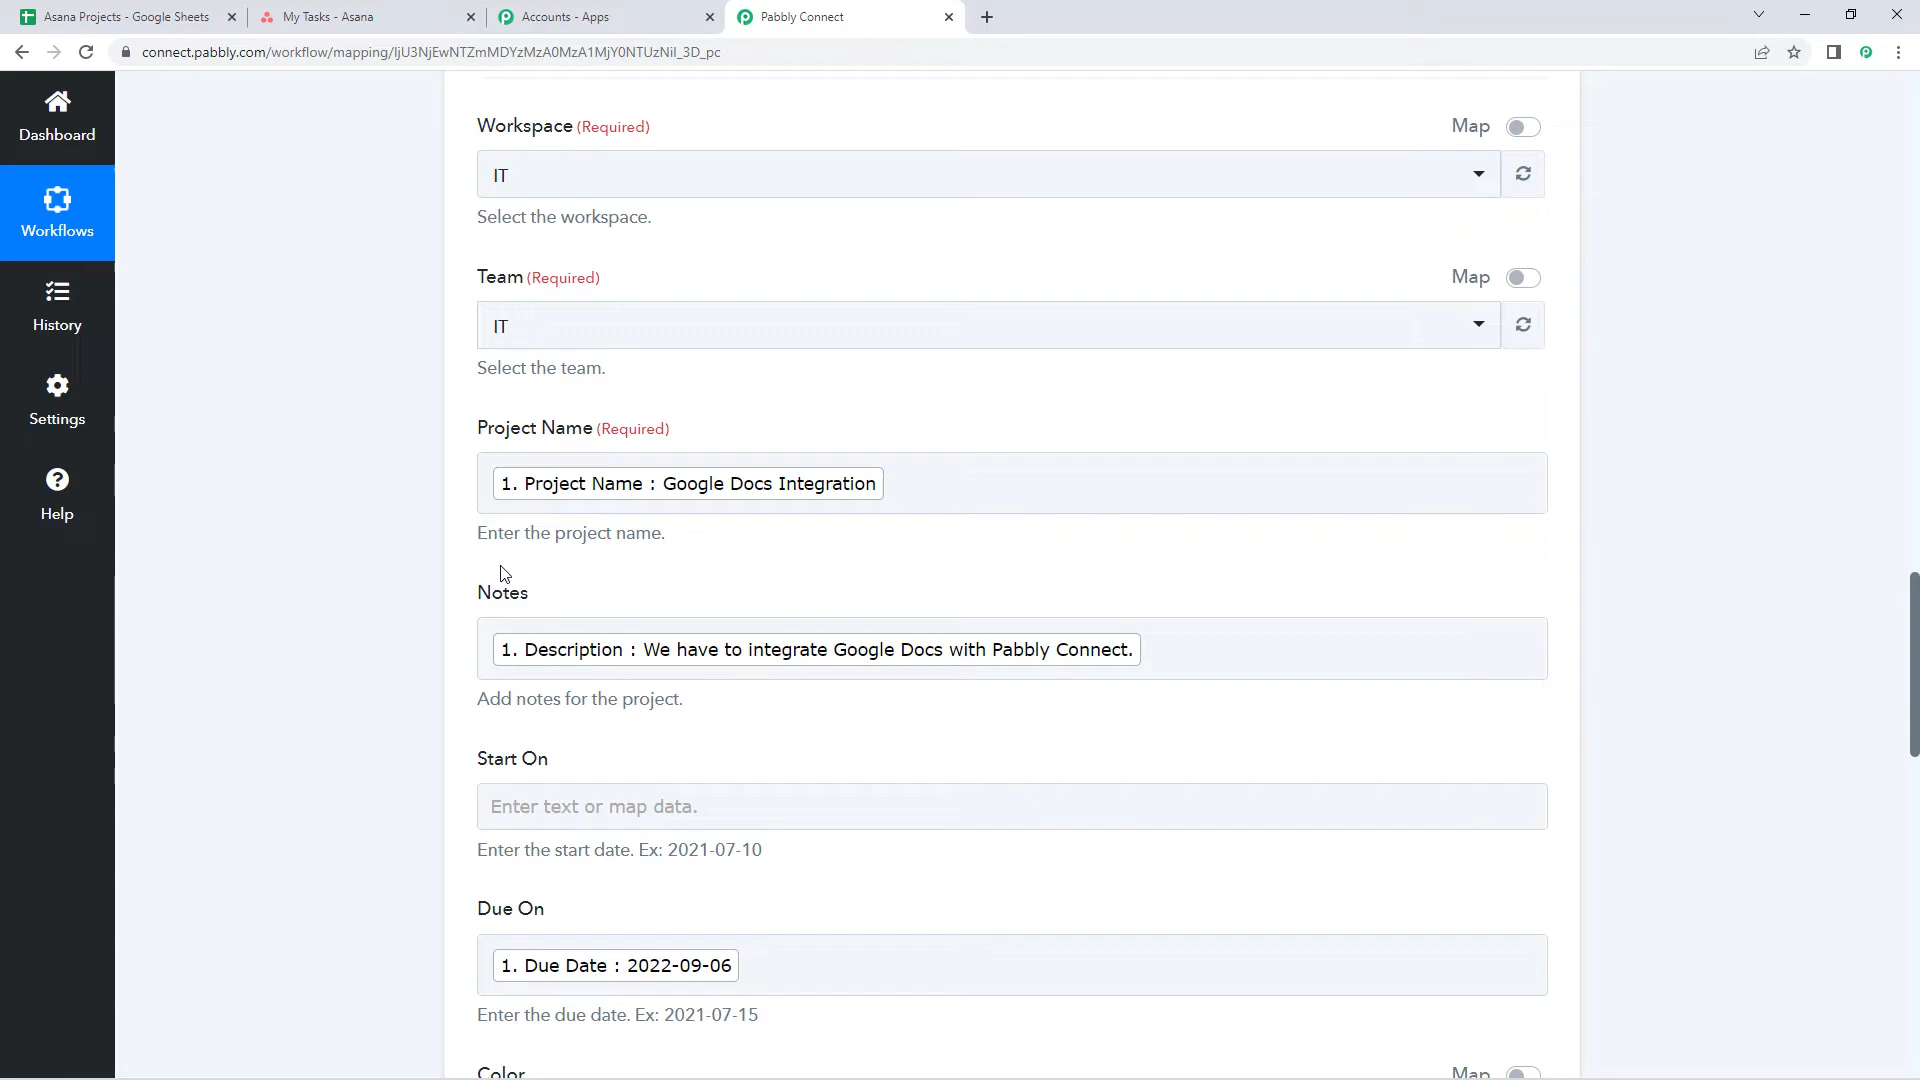 Asana Projects - Google Sheets
My Tasks - Asana
Accounts - Apps
Pabbly Connect
connect.pabbly.com/workflow/mapping/IjU3NjEwNTZmMDYzMzA0MzA1MjY0NTUzNiI_3D_pc
Dashboard
Workflows
History
Settings
Help
Workspace (Required)
Map
IT
Select the workspace.
Team (Required)
Map
IT
Select the team.
Project Name (Required)
1. Project Name : Google Docs Integration
Enter the project name.
Notes
1. Description : We have to integrate Google Docs with Pabbly Connect.
Add notes for the project.
Start On
Enter text or map data.
Enter the start date. Ex: 2021-07-10
Due On
1. Due Date : 2022-09-06
Enter the due date. Ex: 2021-07-15
Color
Map